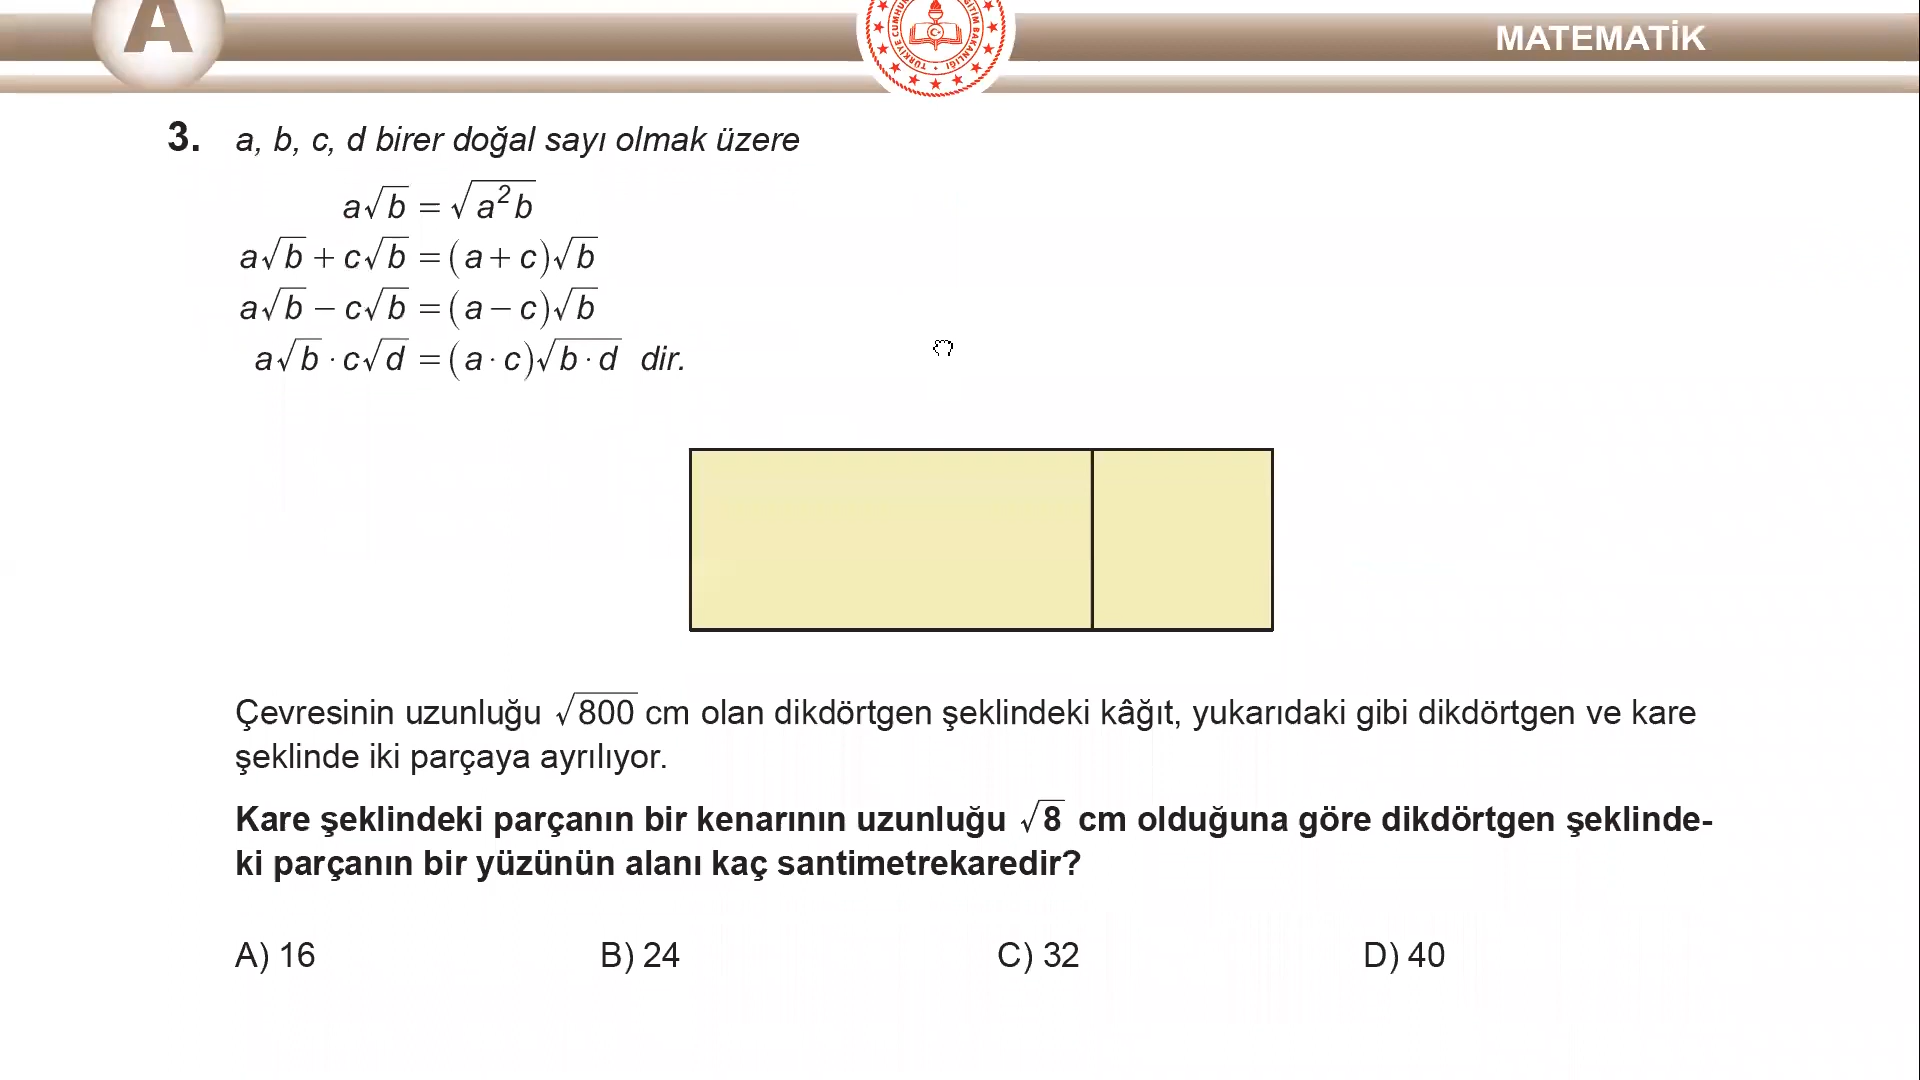 A
MATEMATİK
3. a, b, c, d birer doğal sayı olmak üzere
a√b = √(a²b)
a√b + c√b = (a + c)√b
a√b − c√b = (a − c)√b
a√b · c√d = (a · c)√(b · d) dir.
Çevresinin uzunluğu √800 cm olan dikdörtgen şeklindeki kâğıt, yukarıdaki gibi dikdörtgen ve kare
şeklinde iki parçaya ayrılıyor.
Kare şeklindeki parçanın bir kenarının uzunluğu √8 cm olduğuna göre dikdörtgen şeklinde-
ki parçanın bir yüzünün alanı kaç santimetrekaredir?
A) 16 B) 24 C) 32 D) 40